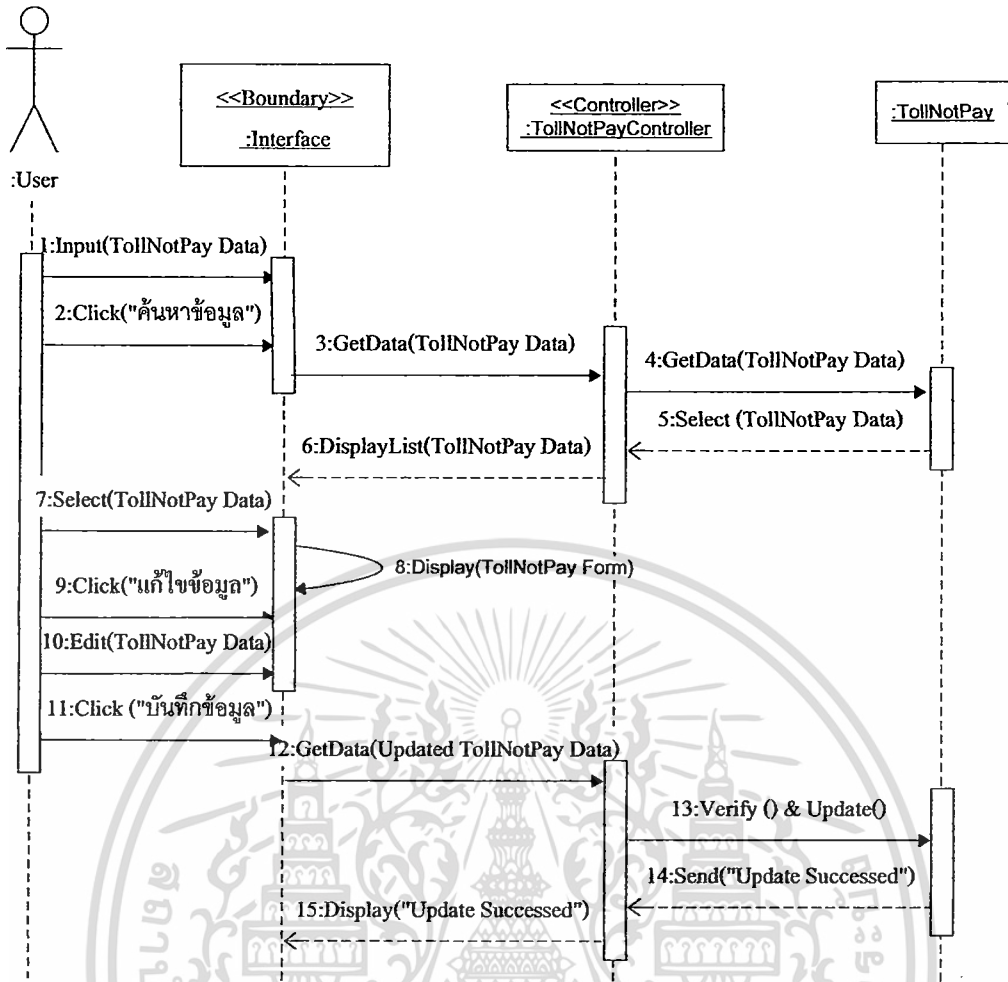 <<Boundary>>
:Interface
<<Controller>>
:TollNotPayController
:TollNotPay
:User
1:Input(TollNotPay Data)
2:Click("ค้นหาข้อมูล")
3:GetData(TollNotPay Data)
4:GetData(TollNotPay Data)
5:Select (TollNotPay Data)
6:DisplayList(TollNotPay Data)
7:Select(TollNotPay Data)
8:Display(TollNotPay Form)
9:Click("แก้ไขข้อมูล")
10:Edit(TollNotPay Data)
11:Click ("บันทึกข้อมูล")
12:GetData(Updated TollNotPay Data)
13:Verify () & Update()
14:Send("Update Successed")
15:Display("Update Successed")